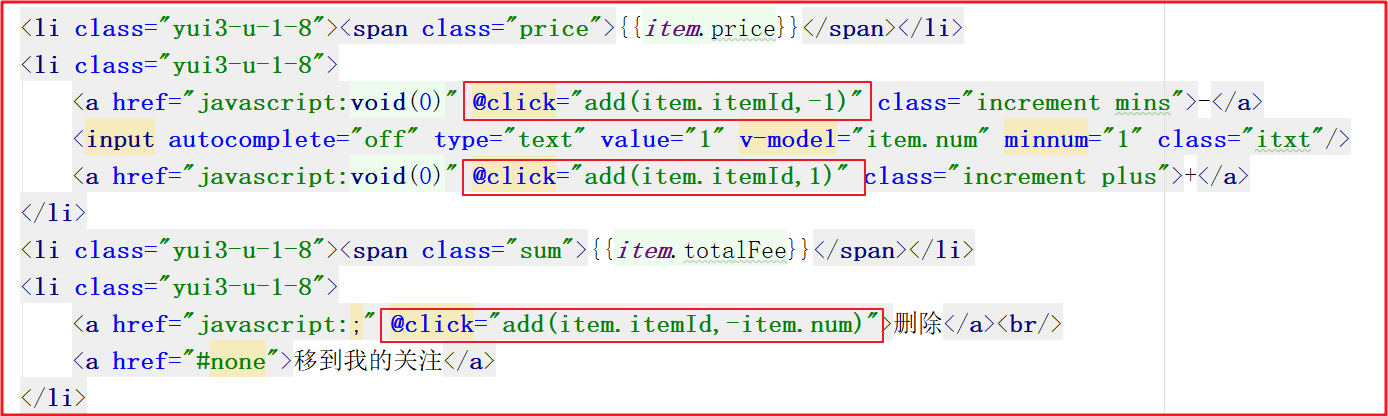 <li class="yui3-u-1-8"><span class="price">{{item.price}}</span></li>
<li class="yui3-u-1-8">
<a href="javascript:void(0)" @click="add(item.itemId,-1)" class="increment mins">-</a>
<input autocomplete="off" type="text" value="1" v-model="item.num" minnum="1" class="itxt"/>
<a href="javascript:void(0)" @click="add(item.itemId,1)" class="increment plus">+</a>
</li>
<li class="yui3-u-1-8"><span class="sum">{{item.totalFee}}</span></li>
<li class="yui3-u-1-8">
<a href="javascript:;" @click="add(item.itemId,-item.num)">删除</a><br/>
<a href="#none">移到我的关注</a>
</li>